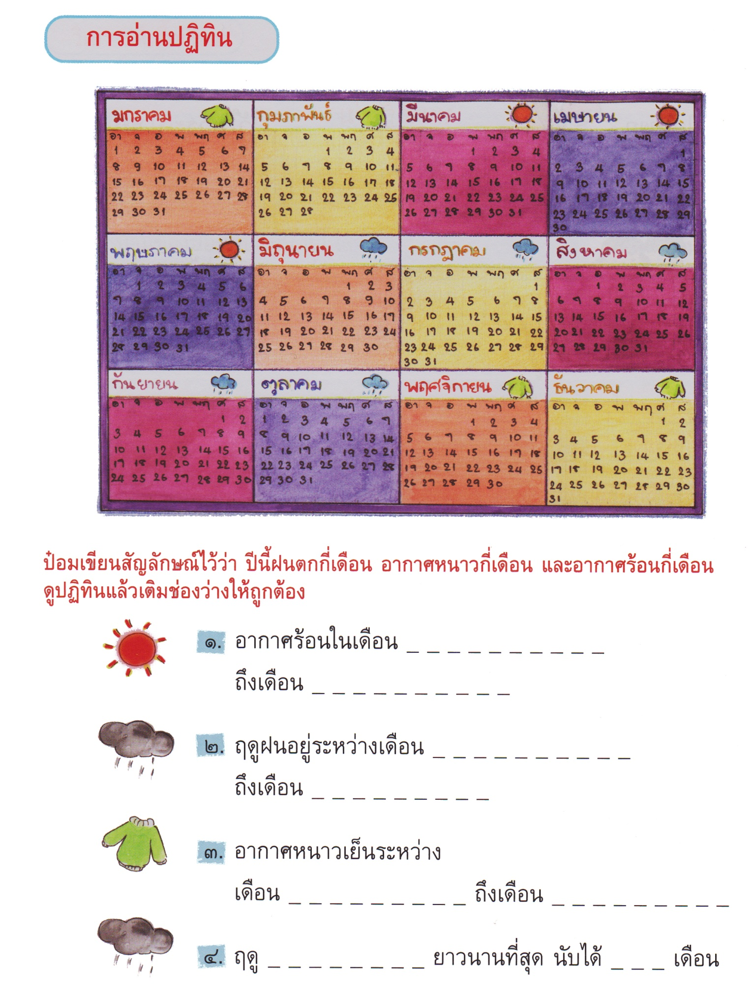 การอ่านปฏิทิน
มกราคม
อา จ อ พ พฤ ศ ส
1 2 3 4 5 6 7
8 9 10 11 12 13 14
15 16 17 18 19 20 21
22 23 24 25 26 27 28
29 30 31
กุมภาพันธ์
อา จ อ พ พฤ ศ ส
1 2 3 4
5 6 7 8 9 10 11
12 13 14 15 16 17 18
19 20 21 22 23 24 25
26 27 28
มีนาคม
อา จ อ พ พฤ ศ ส
1 2 3 4
5 6 7 8 9 10 11
12 13 14 15 16 17 18
19 20 21 22 23 24 25
26 27 28 29 30 31
เมษายน
อา จ อ พ พฤ ศ ส
1
2 3 4 5 6 7 8
9 10 11 12 13 14 15
16 17 18 19 20 21 22
23 24 25 26 27 28 29
30
พฤษภาคม
อา จ อ พ พฤ ศ ส
1 2 3 4 5 6
7 8 9 10 11 12 13
14 15 16 17 18 19 20
21 22 23 24 25 26 27
28 29 30 31
มิถุนายน
อา จ อ พ พฤ ศ ส
1 2 3
4 5 6 7 8 9 10
11 12 13 14 15 16 17
18 19 20 21 22 23 24
25 26 27 28 29 30
กรกฎาคม
อา จ อ พ พฤ ศ ส
1
2 3 4 5 6 7 8
9 10 11 12 13 14 15
16 17 18 19 20 21 22
23 24 25 26 27 28 29
30 31
สิงหาคม
อา จ อ พ พฤ ศ ส
1 2 3 4 5
6 7 8 9 10 11 12
13 14 15 16 17 18 19
20 21 22 23 24 25 26
27 28 29 30 31
กันยายน
อา จ อ พ พฤ ศ ส
1 2
3 4 5 6 7 8 9
10 11 12 13 14 15 16
17 18 19 20 21 22 23
24 25 26 27 28 29 30
ตุลาคม
อา จ อ พ พฤ ศ ส
1 2 3 4 5 6 7
8 9 10 11 12 13 14
15 16 17 18 19 20 21
22 23 24 25 26 27 28
29 30 31
พฤศจิกายน
อา จ อ พ พฤ ศ ส
1 2 3 4
5 6 7 8 9 10 11
12 13 14 15 16 17 18
19 20 21 22 23 24 25
26 27 28 29 30
ธันวาคม
อา จ อ พ พฤ ศ ส
1 2
3 4 5 6 7 8 9
10 11 12 13 14 15 16
17 18 19 20 21 22 23
24 25 26 27 28 29 30
31
ป๋อมเขียนสัญลักษณ์ไว้ว่า ปีนี้ฝนตกกี่เดือน อากาศหนาวกี่เดือน และอากาศร้อนกี่เดือน
ดูปฏิทินแล้วเติมช่องว่างให้ถูกต้อง
๑. อากาศร้อนในเดือน _ _ _ _ _ _ _ _ _ _
ถึงเดือน _ _ _ _ _ _ _ _ _ _
๒. ฤดูฝนอยู่ระหว่างเดือน _ _ _ _ _ _ _ _ _ _
ถึงเดือน _ _ _ _ _ _ _ _ _
๓. อากาศหนาวเย็นระหว่าง
เดือน _ _ _ _ _ _ _ _ _ ถึงเดือน _ _ _ _ _ _ _ _ _
๔. ฤดู _ _ _ _ _ _ _ _ ยาวนานที่สุด นับได้ _ _ _ เดือน